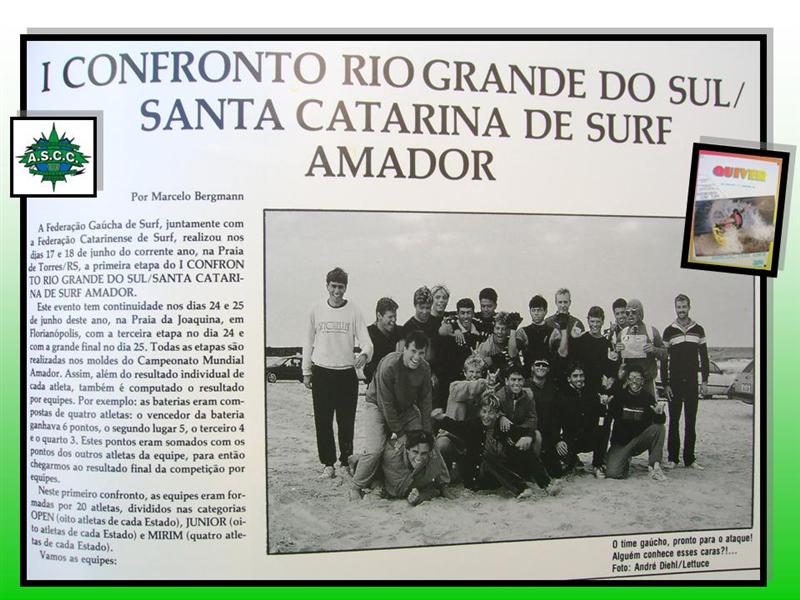 I CONFRONTO RIO GRANDE DO SUL/
SANTA CATARINA DE SURF
AMADOR
A.S.C.C.
QUIVER
Por Marcelo Bergmann
A Federação Gaúcha de Surf, juntamente com
a Federação Catarinense de Surf, realizou nos
dias 17 e 18 de junho do corrente ano, na Praia
de Torres/RS, a primeira etapa do I CONFRON
TO RIO GRANDE DO SUL/SANTA CATARI-
NA DE SURF AMADOR.
Este evento tem continuidade nos dias 24 e 25
de junho deste ano, na Praia da Joaquina, em
Florianópolis, com a terceira etapa no dia 24 e
com a grande final no dia 25. Todas as etapas são
realizadas nos moldes do Campeonato Mundial
Amador. Assim, além do resultado individual de
cada atleta, também é computado o resultado
por equipes. Por exemplo: as baterias eram com-
postas de quatro atletas: o vencedor da bateria
ganhava 6 pontos, o segundo lugar 5, o terceiro 4
e o quarto 3. Estes pontos eram somados com os
pontos dos outros atletas da equipe, para então
chegarmos ao resultado final da competição por
equipes.
Neste primeiro confronto, as equipes eram for-
madas por 20 atletas, divididos nas categorias
OPEN (oito atletas de cada Estado), JUNIOR (oi-
to atletas de cada Estado) e MIRIM (quatro atle-
tas de cada Estado).
Vamos as equipes:
O time gaúcho, pronto para o ataque!
Alguém conhece esses caras?!...
Foto: André Diehl/Lettuce